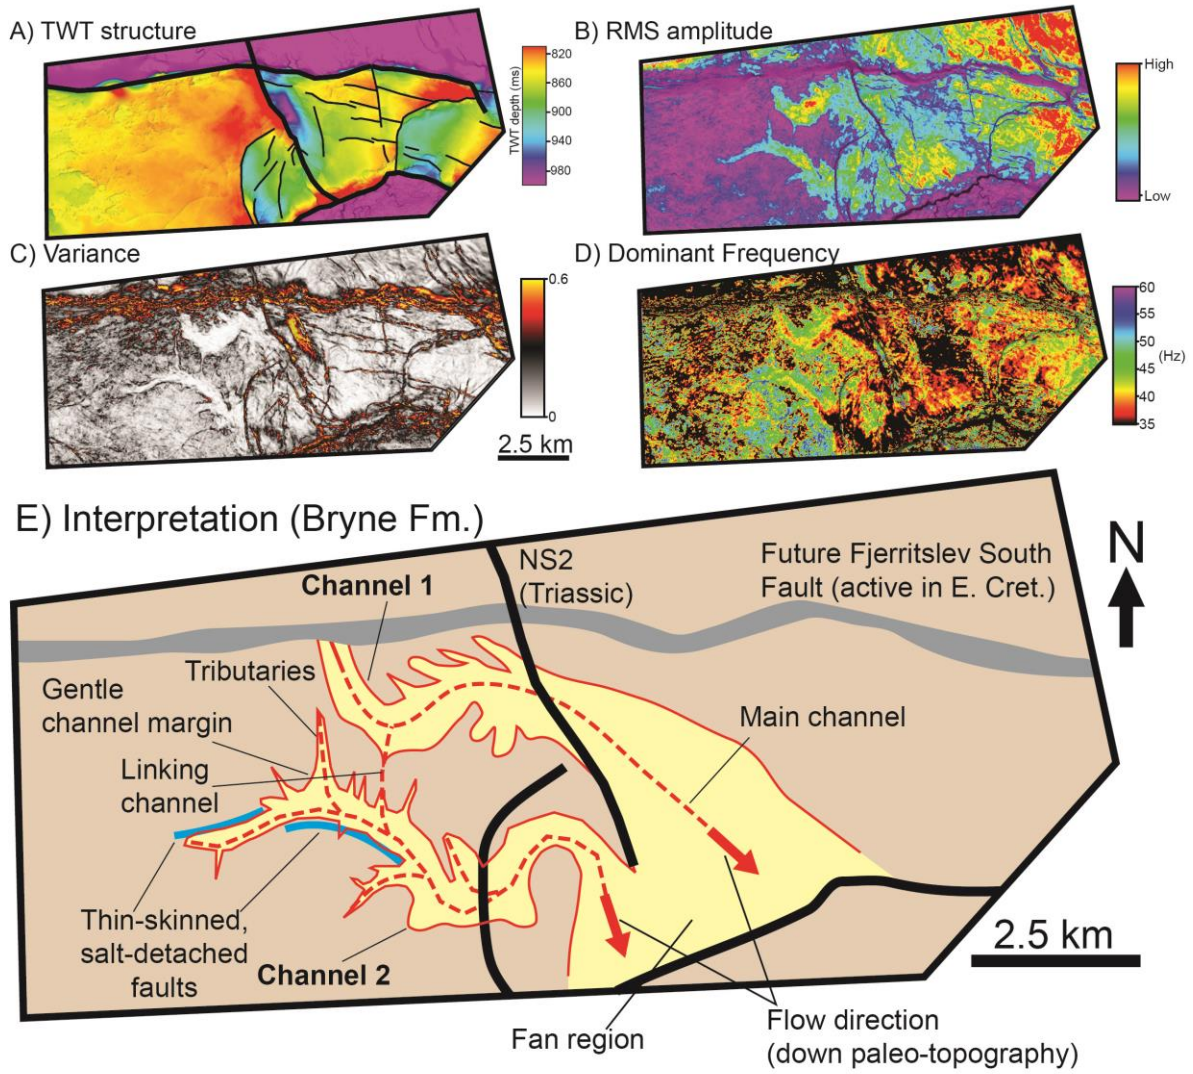 A) TWT structure
820
860
900
940
980
TWT depth (ms)
B) RMS amplitude
High
Low
C) Variance
0.6
0
2.5 km
D) Dominant Frequency
60
55
50
45
40
35
(Hz)
E) Interpretation (Bryne Fm.)
N
Channel 1
NS2
(Triassic)
Future Fjerritslev South
Fault (active in E. Cret.)
Tributaries
Gentle
channel margin
Linking
channel
Main channel
Thin-skinned,
salt-detached
faults
Channel 2
2.5 km
Fan region
Flow direction
(down paleo-topography)